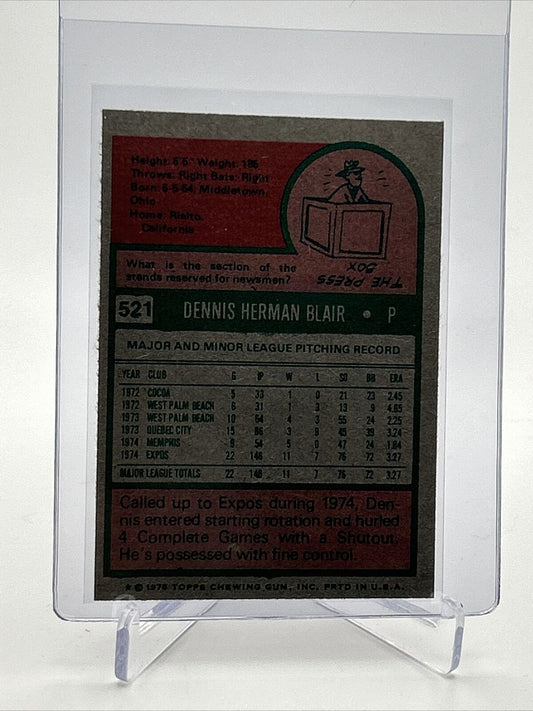 Height: 6'5" Weight: 185
Throws: Right Bats: Right
Born: 6-5-54, Middletown,
Ohio
Home: Rialto,
California
What is the section of the
stands reserved for newsmen?
THE PRESS
BOX
521 DENNIS HERMAN BLAIR • P
MAJOR AND MINOR LEAGUE PITCHING RECORD
YEAR CLUB G IP W L SO BB ERA
1972 COCOA 5 33 1 0 21 23 2.45
1972 WEST PALM BEACH 6 31 1 3 13 9 4.65
1973 WEST PALM BEACH 10 64 4 3 55 24 2.25
1973 QUEBEC CITY 15 86 3 8 45 39 3.24
1974 MEMPHIS 9 54 5 0 47 24 1.84
1974 EXPOS 22 146 11 7 76 72 3.27
MAJOR LEAGUE TOTALS 22 146 11 7 76 72 3.27
Called up to Expos during 1974, Den-
nis entered starting rotation and hurled
4 Complete Games with a Shutout.
He's possessed with fine control.
★ © 1975 TOPPS CHEWING GUM, INC. PRTD IN U.S.A.